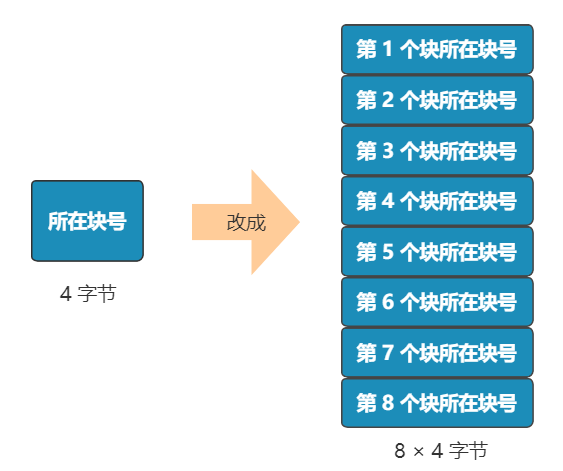 所在块号
4 字节
改成
第 1 个块所在块号
第 2 个块所在块号
第 3 个块所在块号
第 4 个块所在块号
第 5 个块所在块号
第 6 个块所在块号
第 7 个块所在块号
第 8 个块所在块号
8 × 4 字节